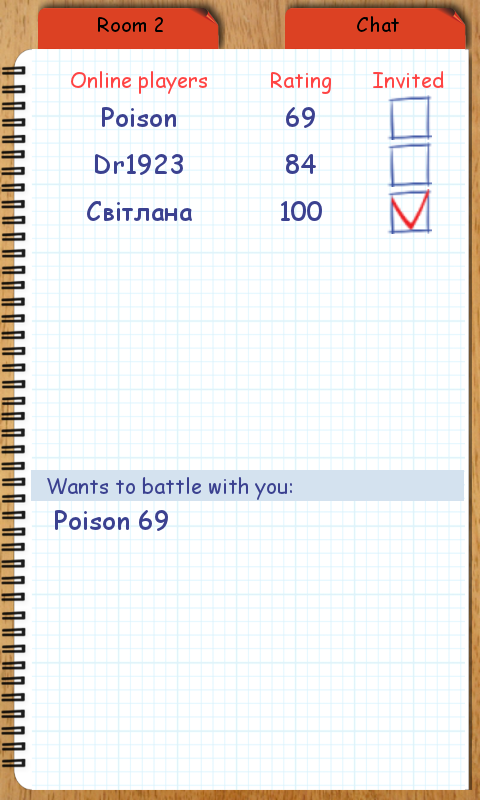 Room 2 Chat
Online players Rating Invited
Poison 69
Dr1923 84
Світлана 100
Wants to battle with you:
Poison 69